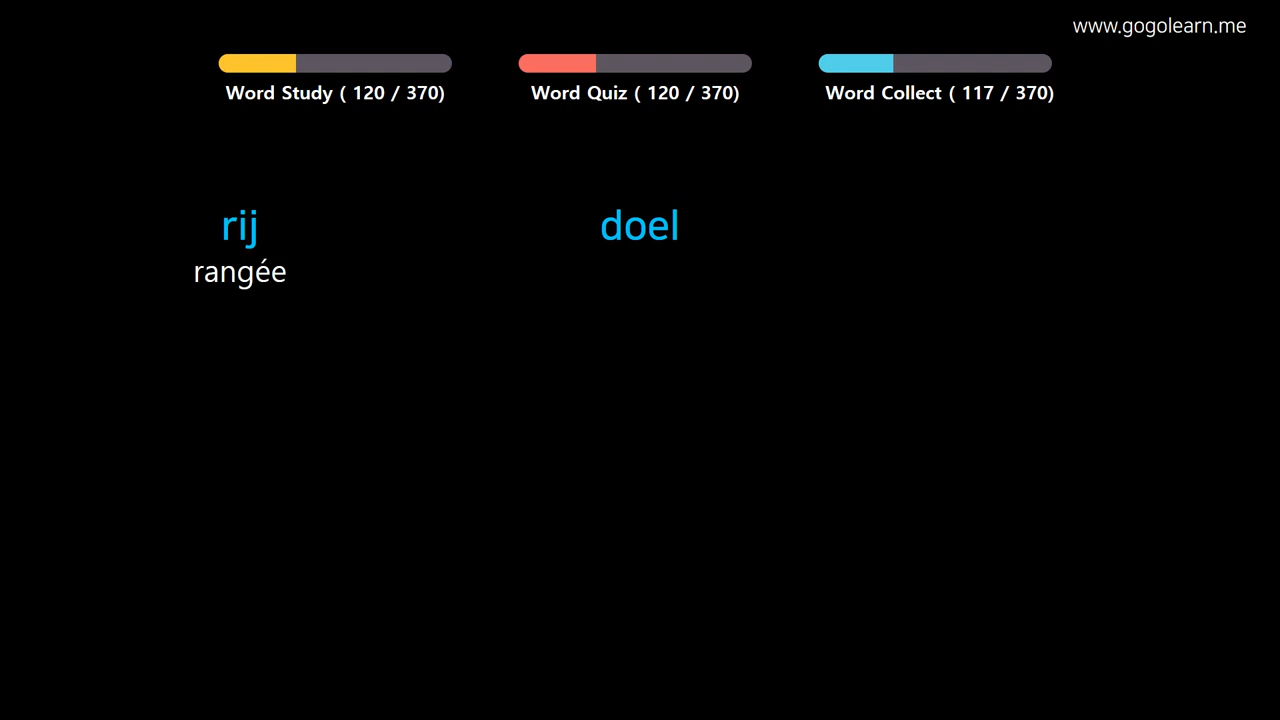 www.gogolearn.me
Word Study ( 120 / 370)
Word Quiz ( 120 / 370)
Word Collect ( 117 / 370)
rij
rangée
doel